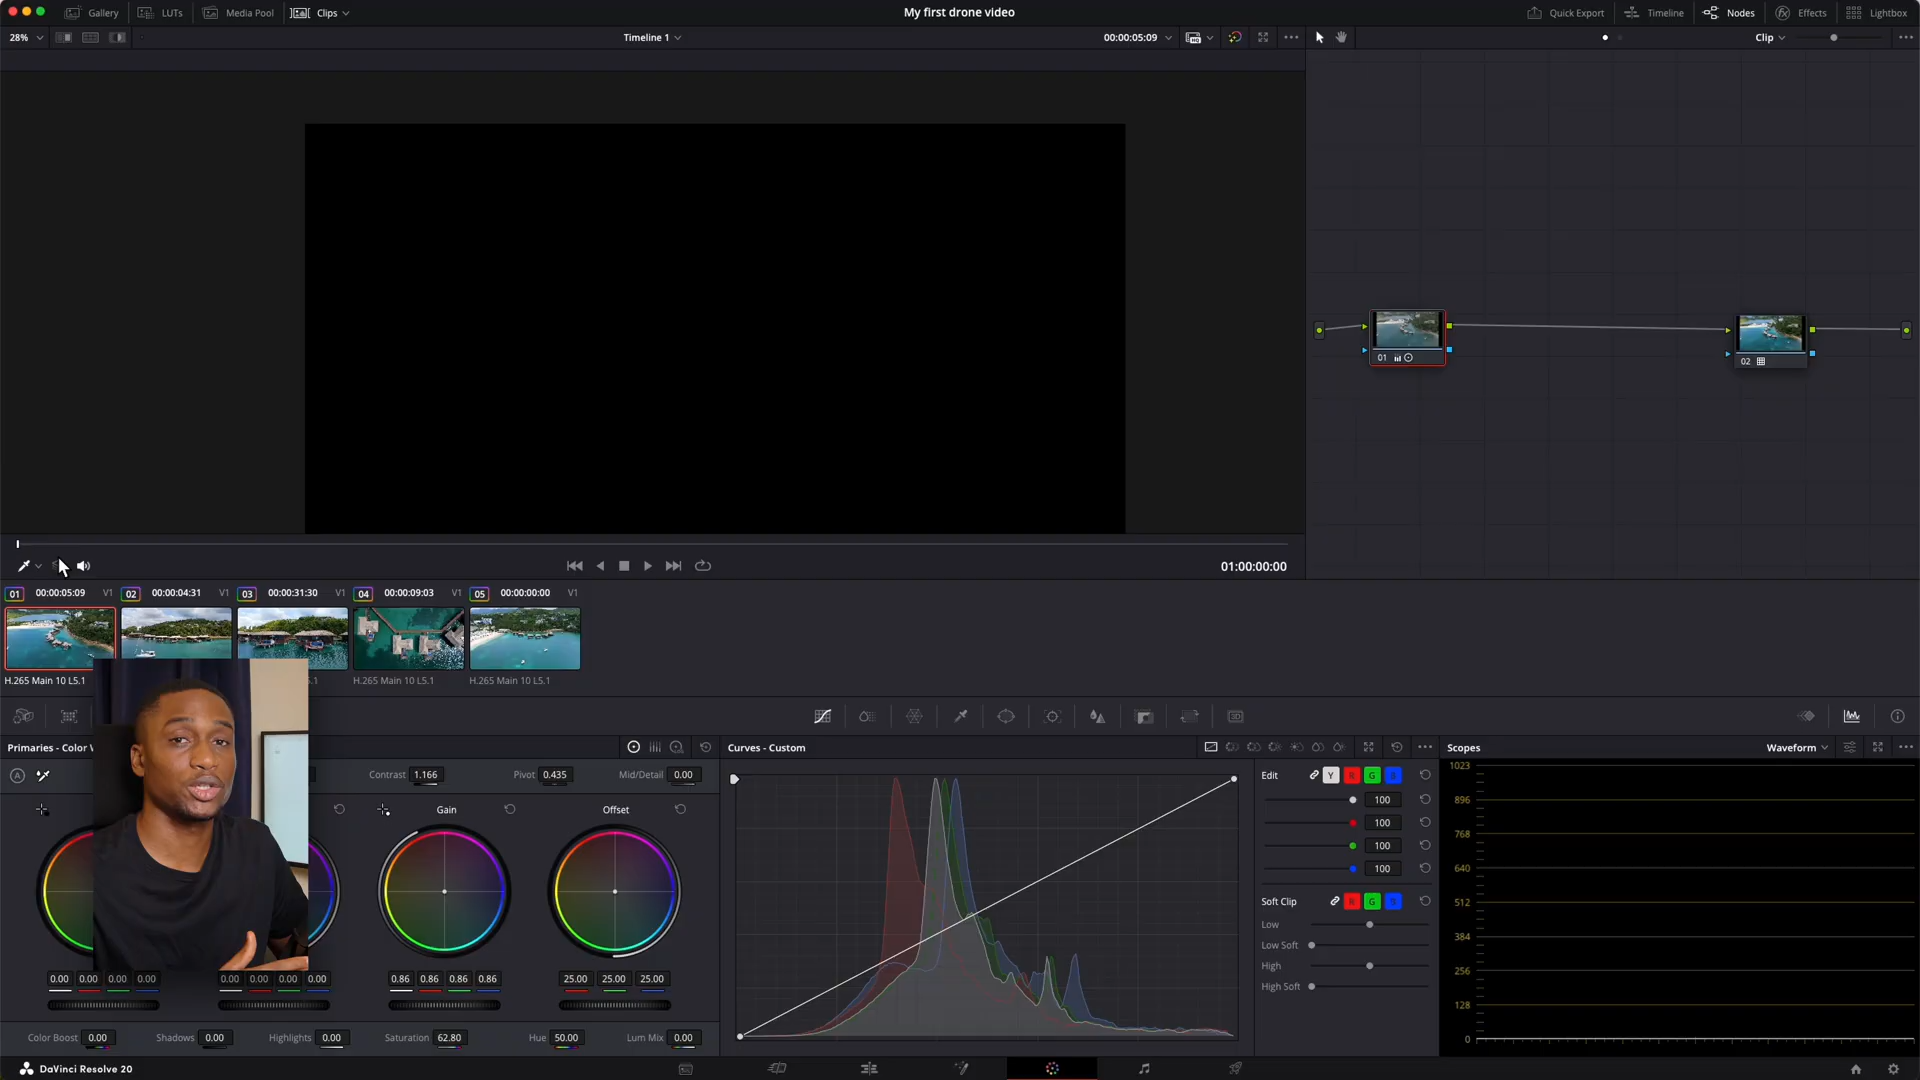 Gallery LUTs Media Pool Clips My first drone video Quick Export Timeline Nodes Effects Lightbox
28% Timeline 1 00:00:05:09 Clip
01 02
01:00:00:00
01 00:00:05:09 V1 02 00:00:04:31 V1 03 00:00:31:30 V1 04 00:00:09:03 V1 05 00:00:00:00 V1
H.265 Main 10 L5.1 5.1 H.265 Main 10 L5.1 H.265 Main 10 L5.1
Primaries - Color W Curves - Custom Scopes Waveform
Contrast 1.166 Pivot 0.435 Mid/Detail 0.00
Gain Offset
0.00 0.00 0.00 0.00 0.00 0.00 0.00 0.00 0.86 0.86 0.86 0.86 25.00 25.00 25.00
Color Boost 0.00 Shadows 0.00 Highlights 0.00 Saturation 62.80 Hue 50.00 Lum Mix 0.00
Edit Y R G B
100
100
100
100
Soft Clip R G B
Low
Low Soft
High
High Soft
1023
896
768
640
512
384
256
128
0
DaVinci Resolve 20